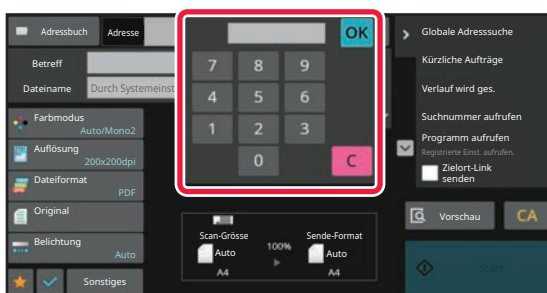 Adressbuch
Adresse
OK
Betreff
Dateiname
Durch Systemeinst
7 8 9
4 5 6
1 2 3
0 C
Farbmodus
Auto/Mono2
Auflösung
200x200dpi
Dateiformat
PDF
Original
Belichtung
Auto
Sonstiges
Scan-Grösse
Auto
A4
100%
Sende-Format
Auto
A4
Globale Adresssuche
Kürzliche Aufträge
Verlauf wird ges.
Suchnummer aufrufen
Programm aufrufen
Registrierte Einst. aufrufen.
Zielort-Link
senden
Vorschau
CA
Start